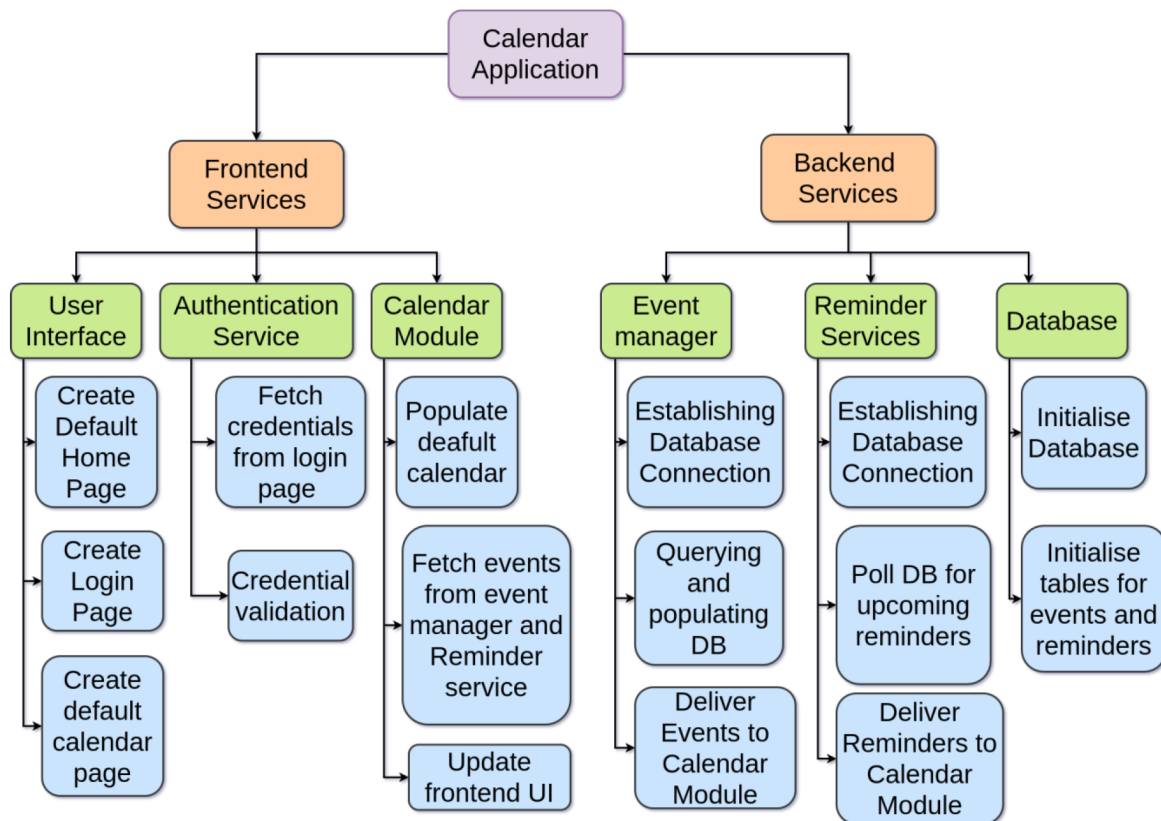 Calendar
Application
Frontend
Services
Backend
Services
User
Interface
Authentication
Service
Calendar
Module
Event
manager
Reminder
Services
Database
Create
Default
Home
Page
Create
Login
Page
Create
default
calendar
page
Fetch
credentials
from login
page
Credential
validation
Populate
deafult
calendar
Fetch events
from event
manager and
Reminder
service
Update
frontend UI
Establishing
Database
Connection
Querying
and
populating
DB
Deliver
Events to
Calendar
Module
Establishing
Database
Connection
Poll DB for
upcoming
reminders
Deliver
Reminders to
Calendar
Module
Initialise
Database
Initialise
tables for
events and
reminders